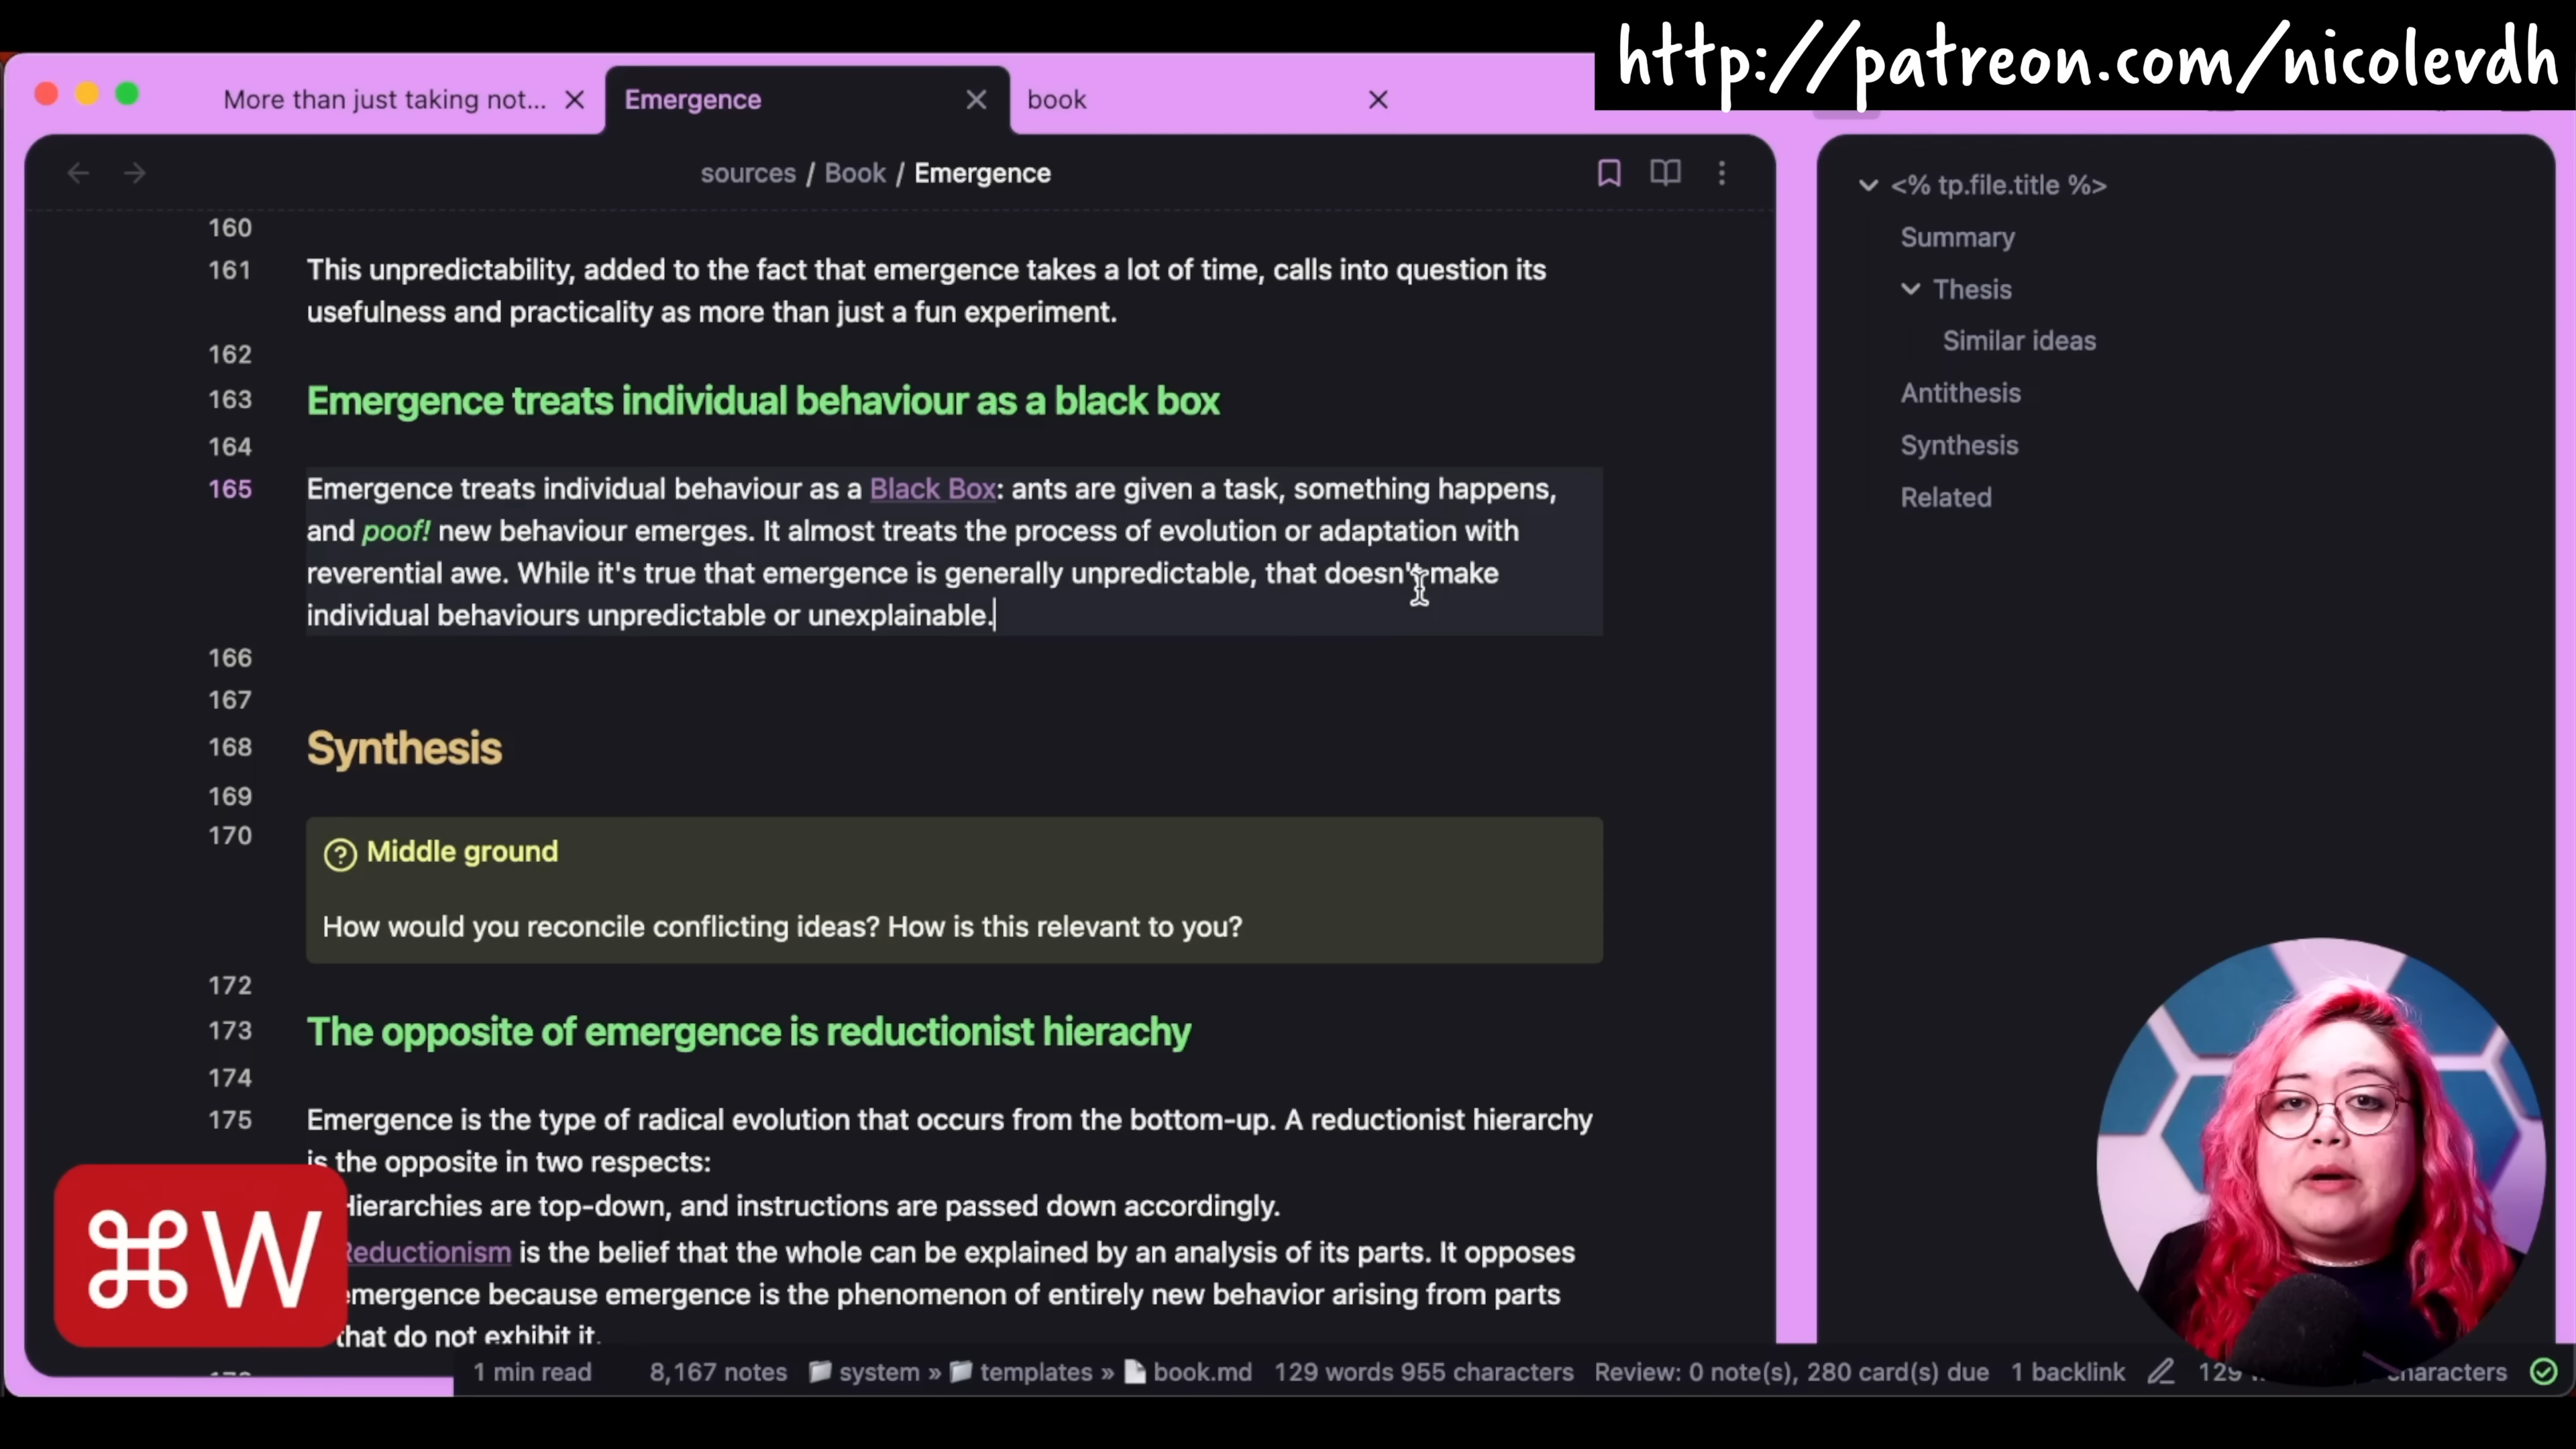 http://patreon.com/nicolevdh
More than just taking not...
Emergence
book
sources / Book / Emergence
160
161 This unpredictability, added to the fact that emergence takes a lot of time, calls into question its
usefulness and practicality as more than just a fun experiment.
162
163 Emergence treats individual behaviour as a black box
164
165 Emergence treats individual behaviour as a Black Box: ants are given a task, something happens,
and poof! new behaviour emerges. It almost treats the process of evolution or adaptation with
reverential awe. While it's true that emergence is generally unpredictable, that doesn't make
individual behaviours unpredictable or unexplainable.
166
167
168 Synthesis
169
170 Middle ground
How would you reconcile conflicting ideas? How is this relevant to you?
172
173 The opposite of emergence is reductionist hierachy
174
175 Emergence is the type of radical evolution that occurs from the bottom-up. A reductionist hierarchy
is the opposite in two respects:
Hierarchies are top-down, and instructions are passed down accordingly.
Reductionism is the belief that the whole can be explained by an analysis of its parts. It opposes
emergence because emergence is the phenomenon of entirely new behavior arising from parts
that do not exhibit it.
<% tp.file.title %>
Summary
Thesis
Similar ideas
Antithesis
Synthesis
Related
⌘W
1 min read
8,167 notes
system » templates » book.md
129 words 955 characters
Review: 0 note(s), 280 card(s) due
1 backlink
characters